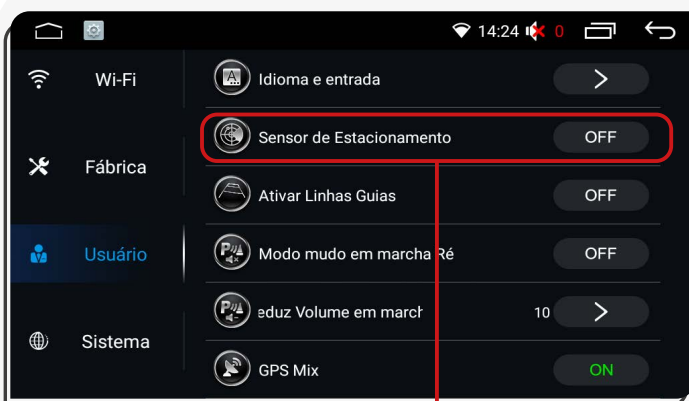 14:24 0
Wi-Fi
Fábrica
Usuário
Sistema
Idioma e entrada
Sensor de Estacionamento OFF
Ativar Linhas Guias OFF
Modo mudo em marcha Ré OFF
eduz Volume em march 10
GPS Mix ON